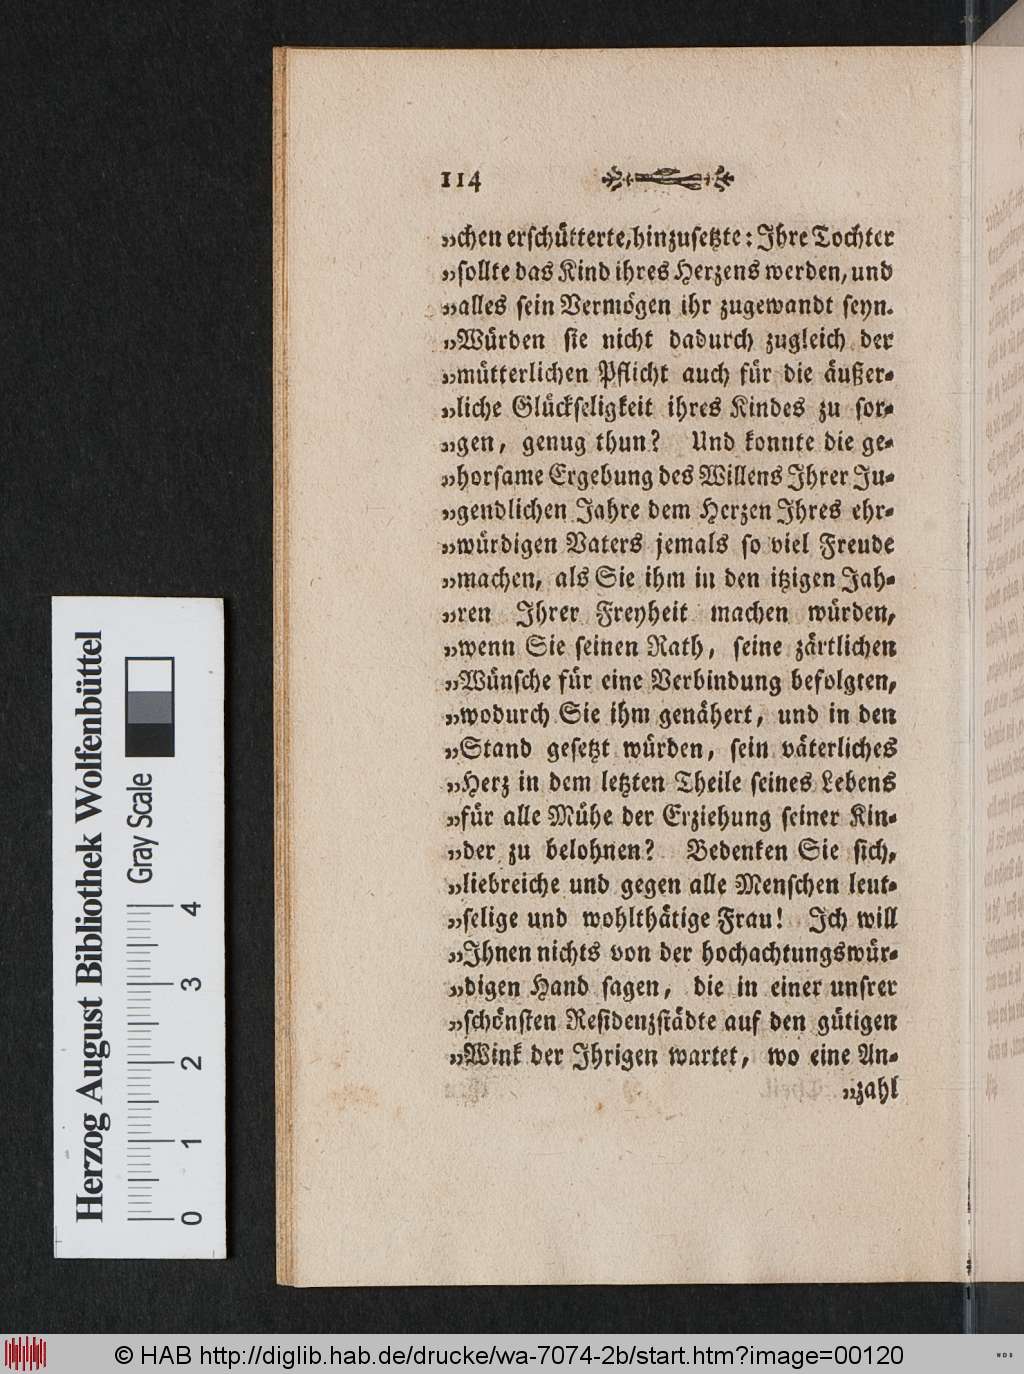 114
„chen erschütterte, hinzusetzte: Ihre Tochter
„sollte das Kind ihres Herzens werden, und
„alles sein Vermögen ihr zugewandt seyn.
„Würden sie nicht dadurch zugleich der
„mütterlichen Pflicht auch für die äußer-
„liche Glückseligkeit ihres Kindes zu sor-
„gen, genug thun? Und konnte die ge-
„horsame Ergebung des Willens Ihrer Ju-
„gendlichen Jahre dem Herzen Ihres ehr-
„würdigen Vaters jemals so viel Freude
„machen, als Sie ihm in den itzigen Jah-
„ren Ihrer Freyheit machen würden,
„wenn Sie seinen Rath, seine zärtlichen
„Wünsche für eine Verbindung befolgten,
„wodurch Sie ihm genähert, und in den
„Stand gesetzt würden, sein väterliches
„Herz in dem letzten Theile seines Lebens
„für alle Mühe der Erziehung seiner Kin-
„der zu belohnen? Bedenken Sie sich,
„liebreiche und gegen alle Menschen leut-
„selige und wohlthätige Frau! Ich will
„Ihnen nichts von der hochachtungswür-
„digen Hand sagen, die in einer unsrer
„schönsten Residenzstädte auf den gütigen
„Wink der Ihrigen wartet, wo eine An-
„zahl
Herzog August Bibliothek Wolfenbüttel
Gray Scale
0 1 2 3 4
© HAB http://diglib.hab.de/drucke/wa-7074-2b/start.htm?image=00120